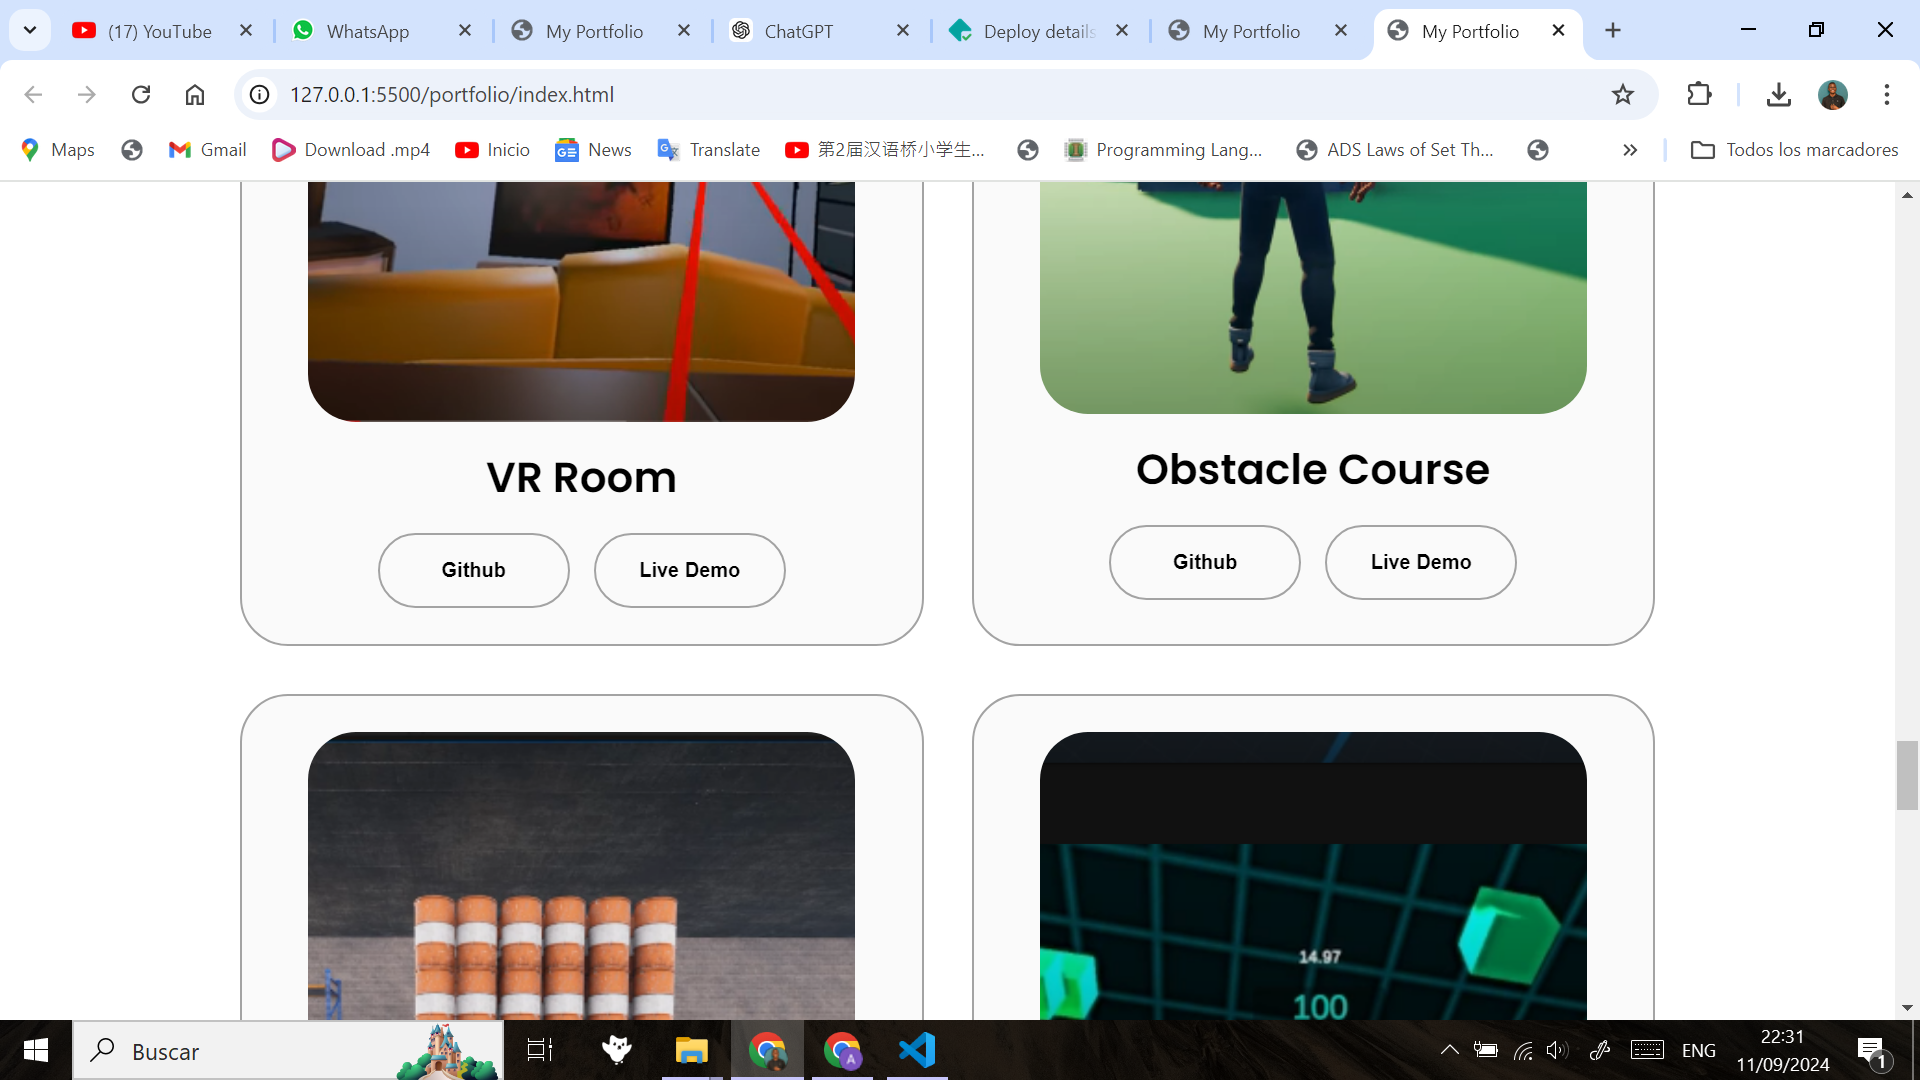 (17) YouTube
WhatsApp
My Portfolio
ChatGPT
Deploy details
My Portfolio
My Portfolio
127.0.0.1:5500/portfolio/index.html
Maps
Gmail
Download .mp4
Inicio
News
Translate
第2届汉语桥小学生...
Programming Lang...
ADS Laws of Set Th...
Todos los marcadores
VR Room
Github
Live Demo
Obstacle Course
Github
Live Demo
14.97
100
Buscar
A
ENG
22:31
11/09/2024
1